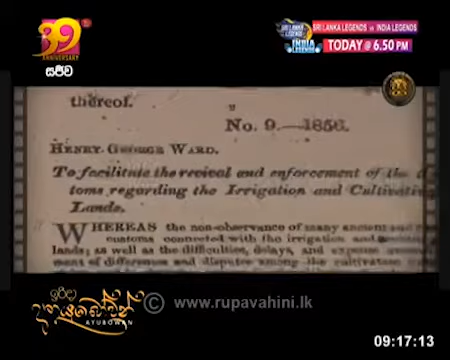 39
ANNIVERSARY
සජීව
SRI LANKA LEGENDS vs INDIA LEGENDS
TODAY @ 6.50 PM
thereof.
No. 9.—1856.
HENRY GEORGE WARD.
To facilitate the revival and enforcement of the
toms regarding the Irrigation and
Lands.
WHEREAS the non-observance of many ancient and
customs connected with the irrigation and
lands; as well as the difficulties, delays, and expense
ment of difference and disputes among the cultivators
ඉරිදා
© www.rupavahini.lk
AYUBOWAN
09:17:13